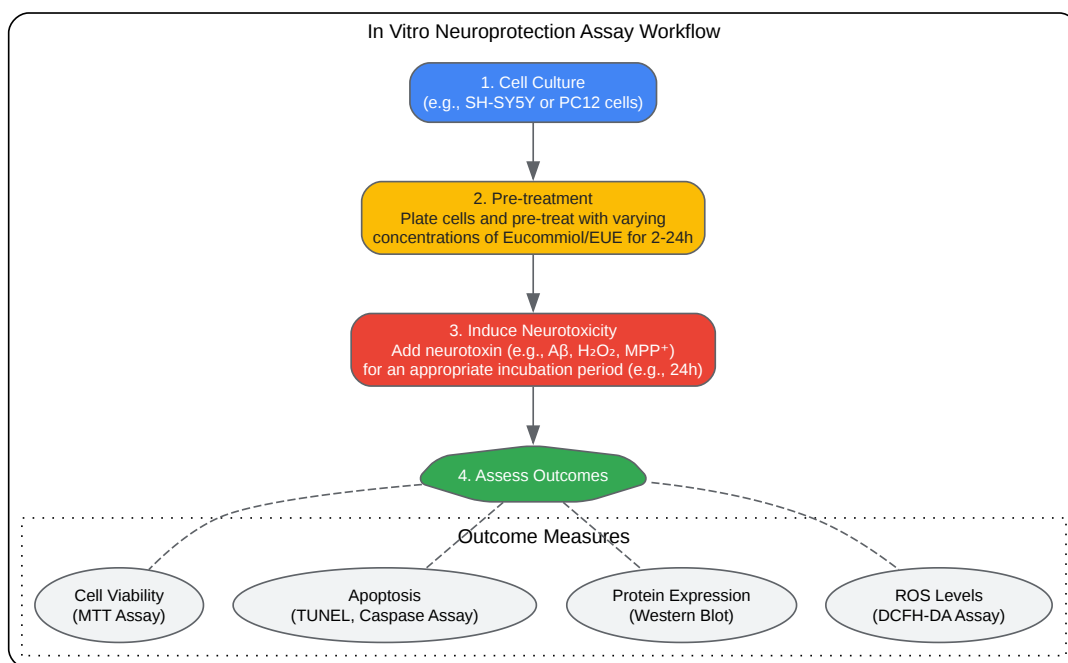 In Vitro Neuroprotection Assay Workflow
1. Cell Culture
(e.g., SH-SY5Y or PC12 cells)
2. Pre-treatment
Plate cells and pre-treat with varying
concentrations of Eucommiol/EUE for 2-24h
3. Induce Neurotoxicity
Add neurotoxin (e.g., Aβ, H₂O₂, MPP⁺)
for an appropriate incubation period (e.g., 24h)
4. Assess Outcomes
Outcome Measures
Cell Viability
(MTT Assay)
Apoptosis
(TUNEL, Caspase Assay)
Protein Expression
(Western Blot)
ROS Levels
(DCFH-DA Assay)